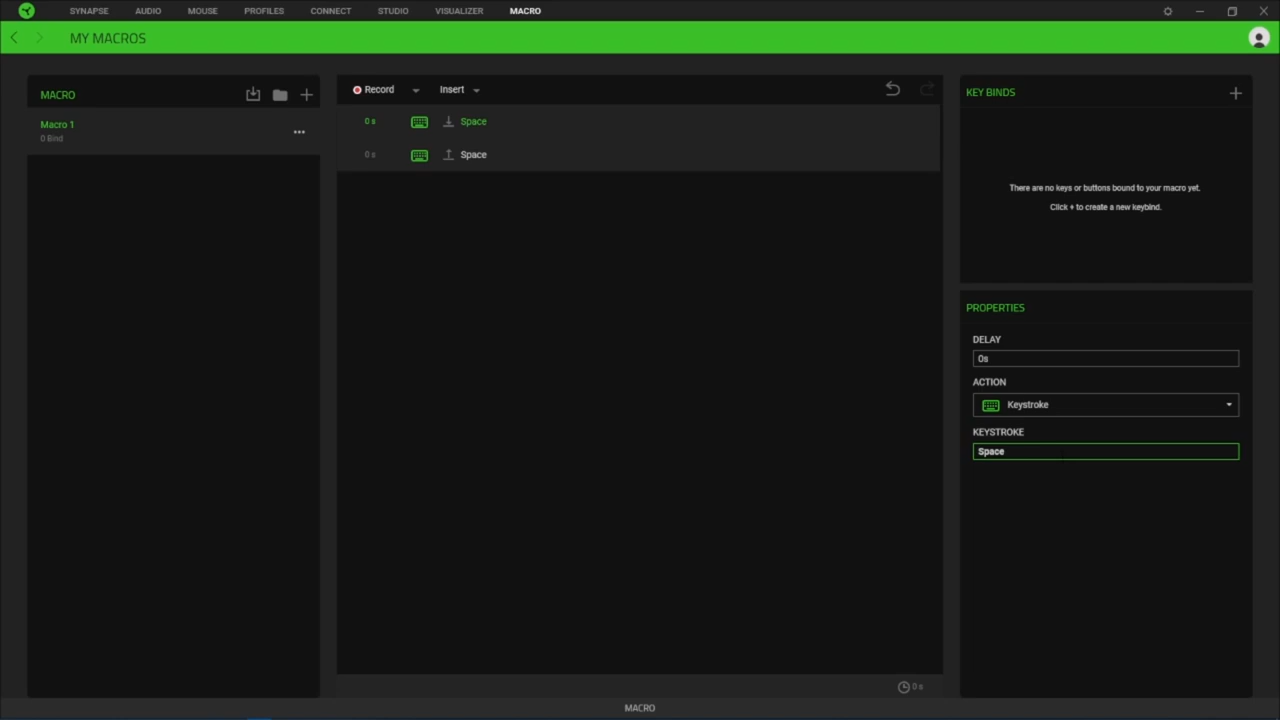 SYNAPSE AUDIO MOUSE PROFILES CONNECT STUDIO VISUALIZER MACRO
MY MACROS
MACRO
Macro 1
0 Bind
Record Insert
0 s Space
0 s Space
0 s
KEY BINDS
There are no keys or buttons bound to your macro yet.
Click + to create a new keybind.
PROPERTIES
DELAY
0s
ACTION
Keystroke
KEYSTROKE
Space
MACRO